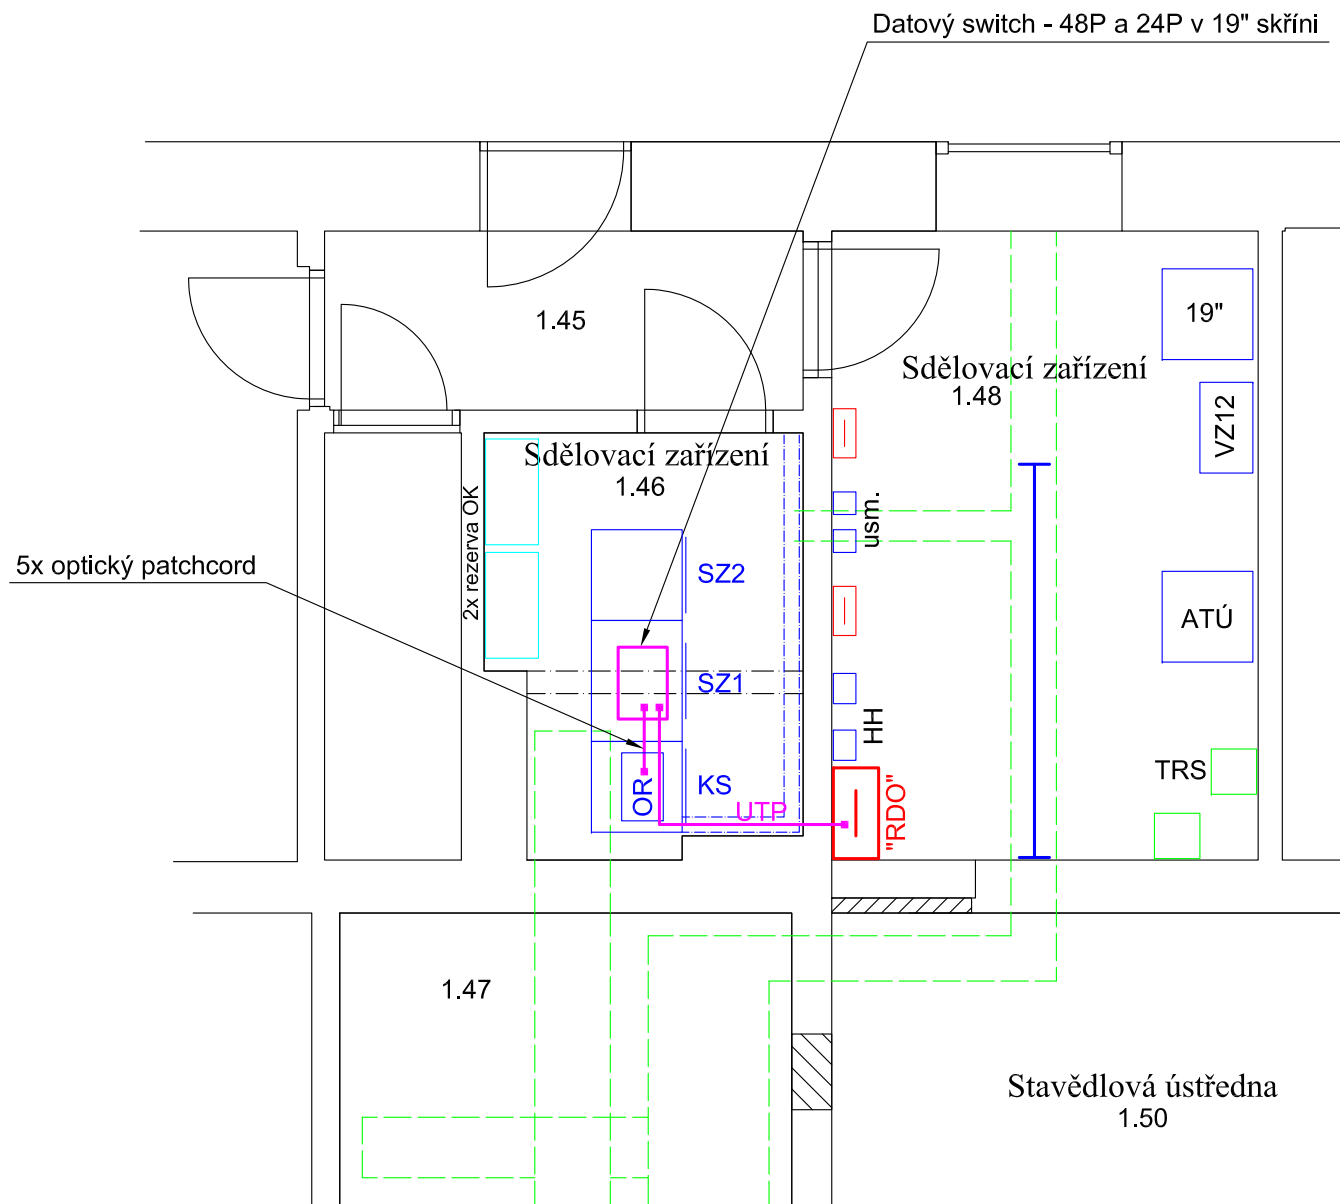 Datový switch - 48P a 24P v 19" skříni
1.45
19"
Sdělovací zařízení
1.48
VZ12
Sdělovací zařízení
1.46
2x rezerva OK
usm.
5x optický patchcord
SZ2
ATÚ
SZ1
HH
TRS
KS
OR
UTP
"RDO"
1.47
Stavědlová ústředna
1.50